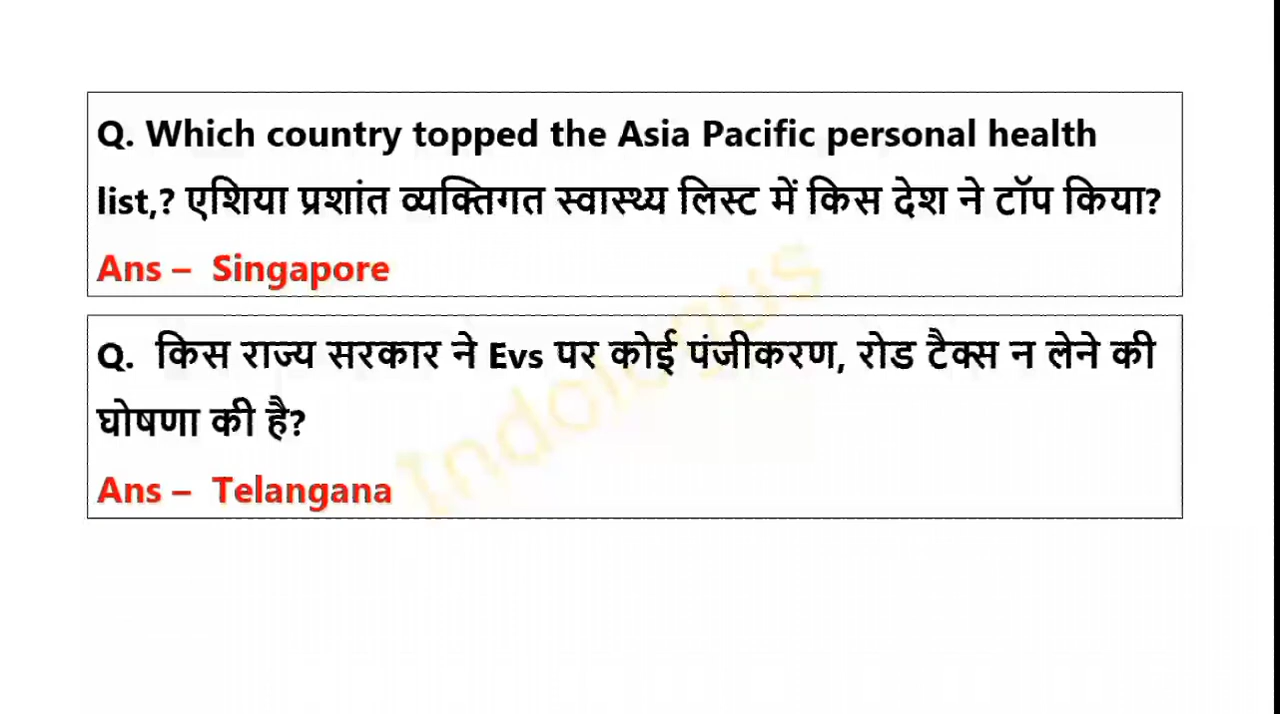 Q. Which country topped the Asia Pacific personal health
list,? एशिया प्रशांत व्यक्तिगत स्वास्थ्य लिस्ट में किस देश ने टॉप किया?
Ans – Singapore
Indologus
Q. किस राज्य सरकार ने Evs पर कोई पंजीकरण, रोड टैक्स न लेने की
घोषणा की है?
Ans – Telangana